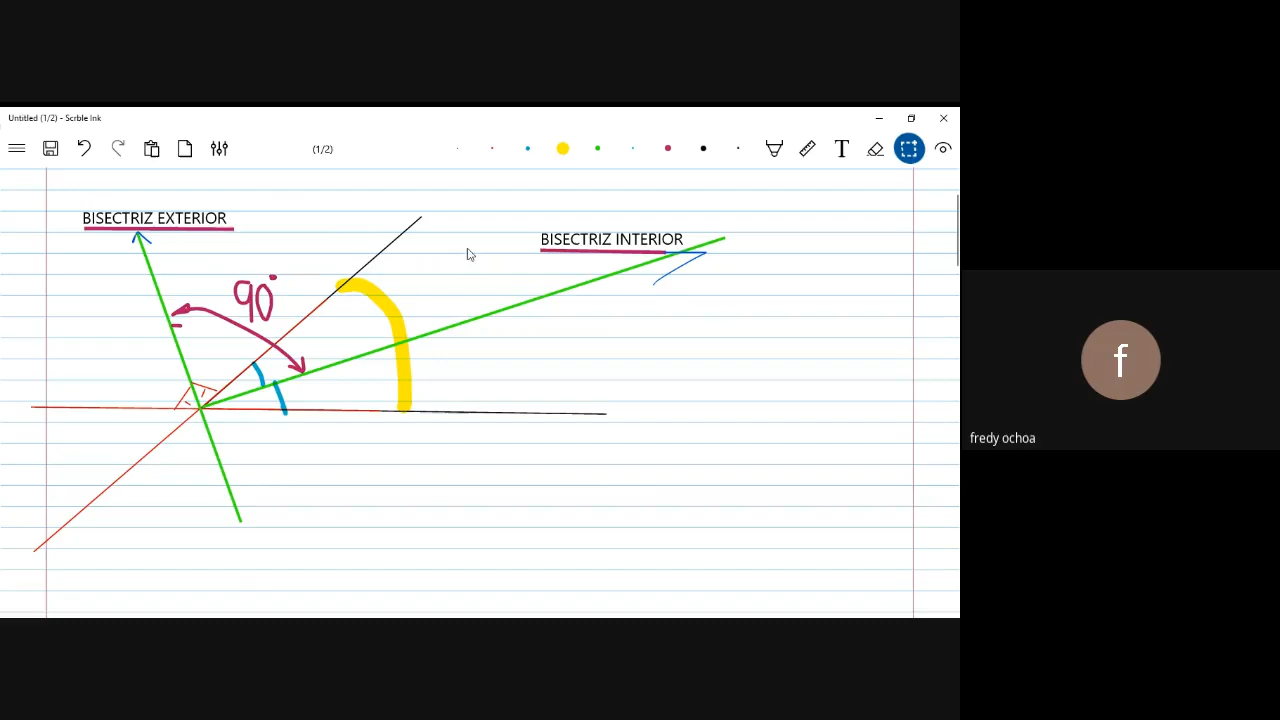 Untitled (1/2) - Scrble Ink
(1/2)
T
BISECTRIZ EXTERIOR
BISECTRIZ INTERIOR
90°
f
fredy ochoa